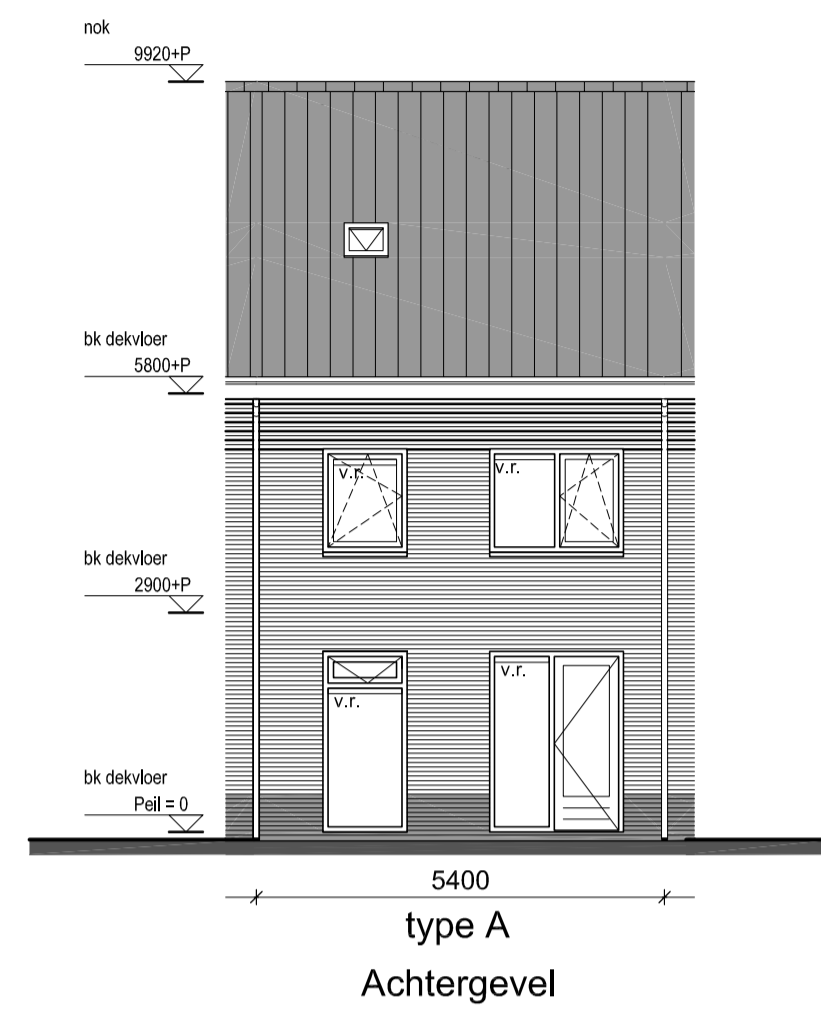 nok
9920+P
bk dekvloer
5800+P
v.r.
v.r.
bk dekvloer
2900+P
v.r.
v.r.
bk dekvloer
Peil = 0
5400
type A
Achtergevel